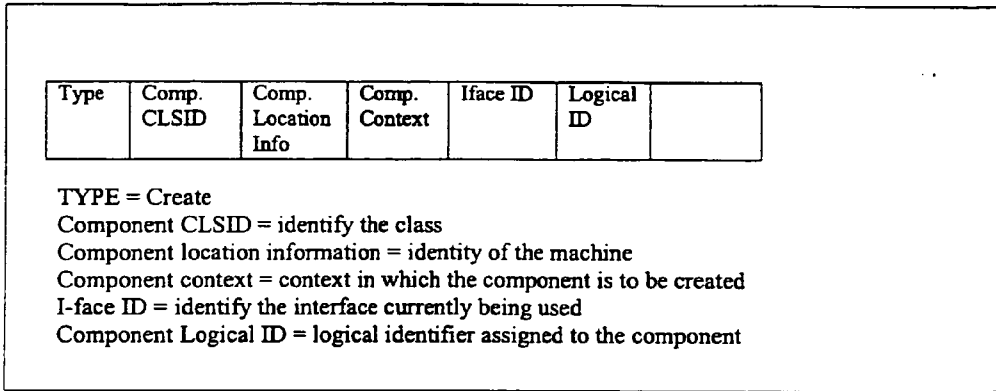 Type Comp. Comp. Comp. Iface ID Logical
CLSID Location Context ID
Info
TYPE = Create
Component CLSID = identify the class
Component location information = identity of the machine
Component context = context in which the component is to be created
I-face ID = identify the interface currently being used
Component Logical ID = logical identifier assigned to the component